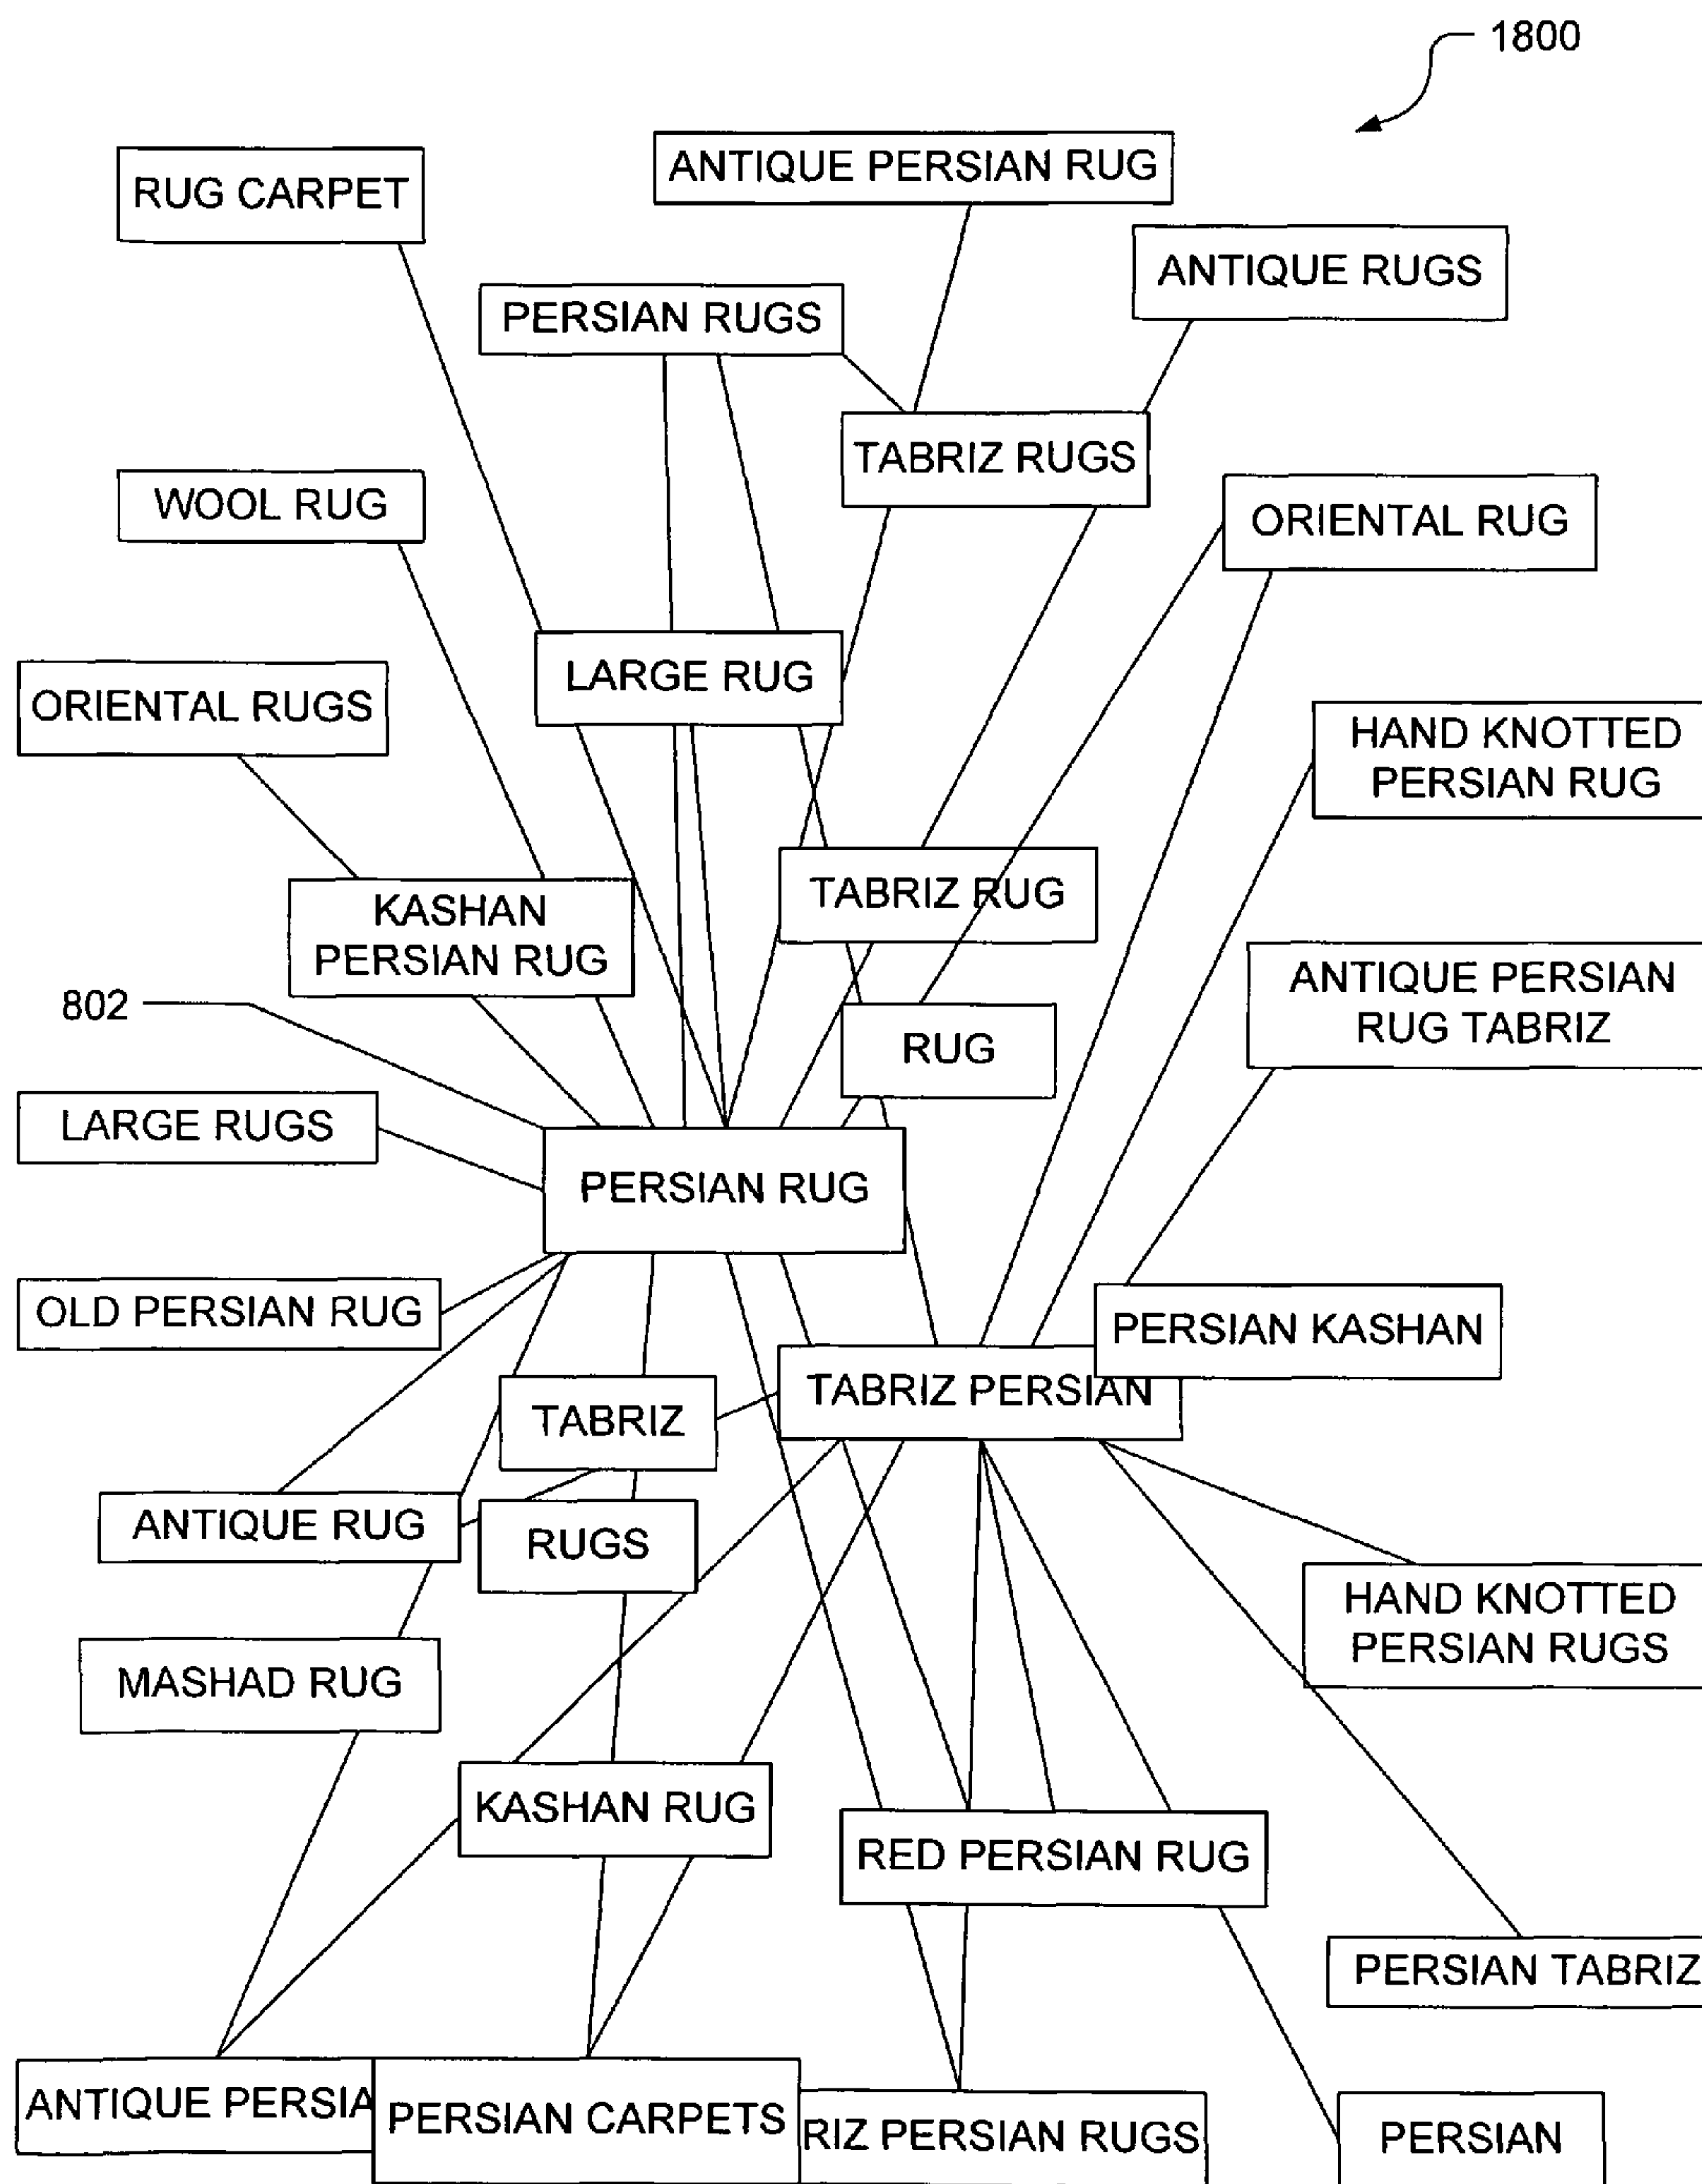 1800
ANTIQUE PERSIAN RUG
RUG CARPET
ANTIQUE RUGS
PERSIAN RUGS
TABRIZ RUGS
WOOL RUG
ORIENTAL RUG
LARGE RUG
ORIENTAL RUGS
HAND KNOTTED
PERSIAN RUG
TABRIZ RUG
KASHAN
PERSIAN RUG
ANTIQUE PERSIAN
RUG TABRIZ
802
RUG
LARGE RUGS
PERSIAN RUG
OLD PERSIAN RUG
PERSIAN KASHAN
TABRIZ PERSIAN
TABRIZ
ANTIQUE RUG
RUGS
HAND KNOTTED
PERSIAN RUGS
MASHAD RUG
KASHAN RUG
RED PERSIAN RUG
PERSIAN TABRIZ
ANTIQUE PERSIA
PERSIAN CARPETS
RIZ PERSIAN RUGS
PERSIAN